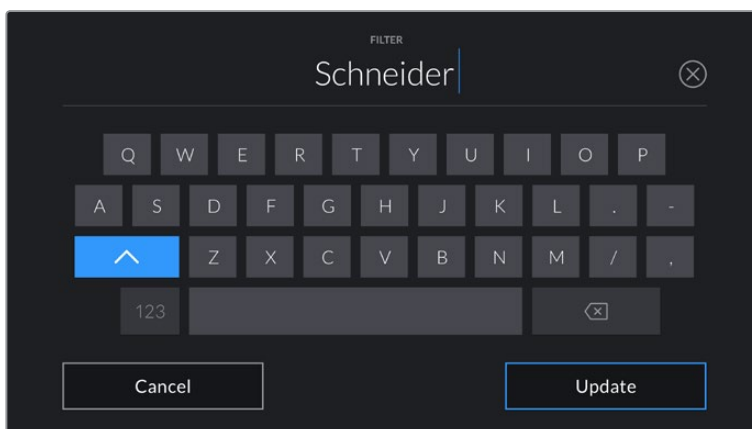 FILTER
Schneider
Q W E R T Y U I O P
A S D F G H J K L . -
Z X C V B N M / ,
123
Cancel Update